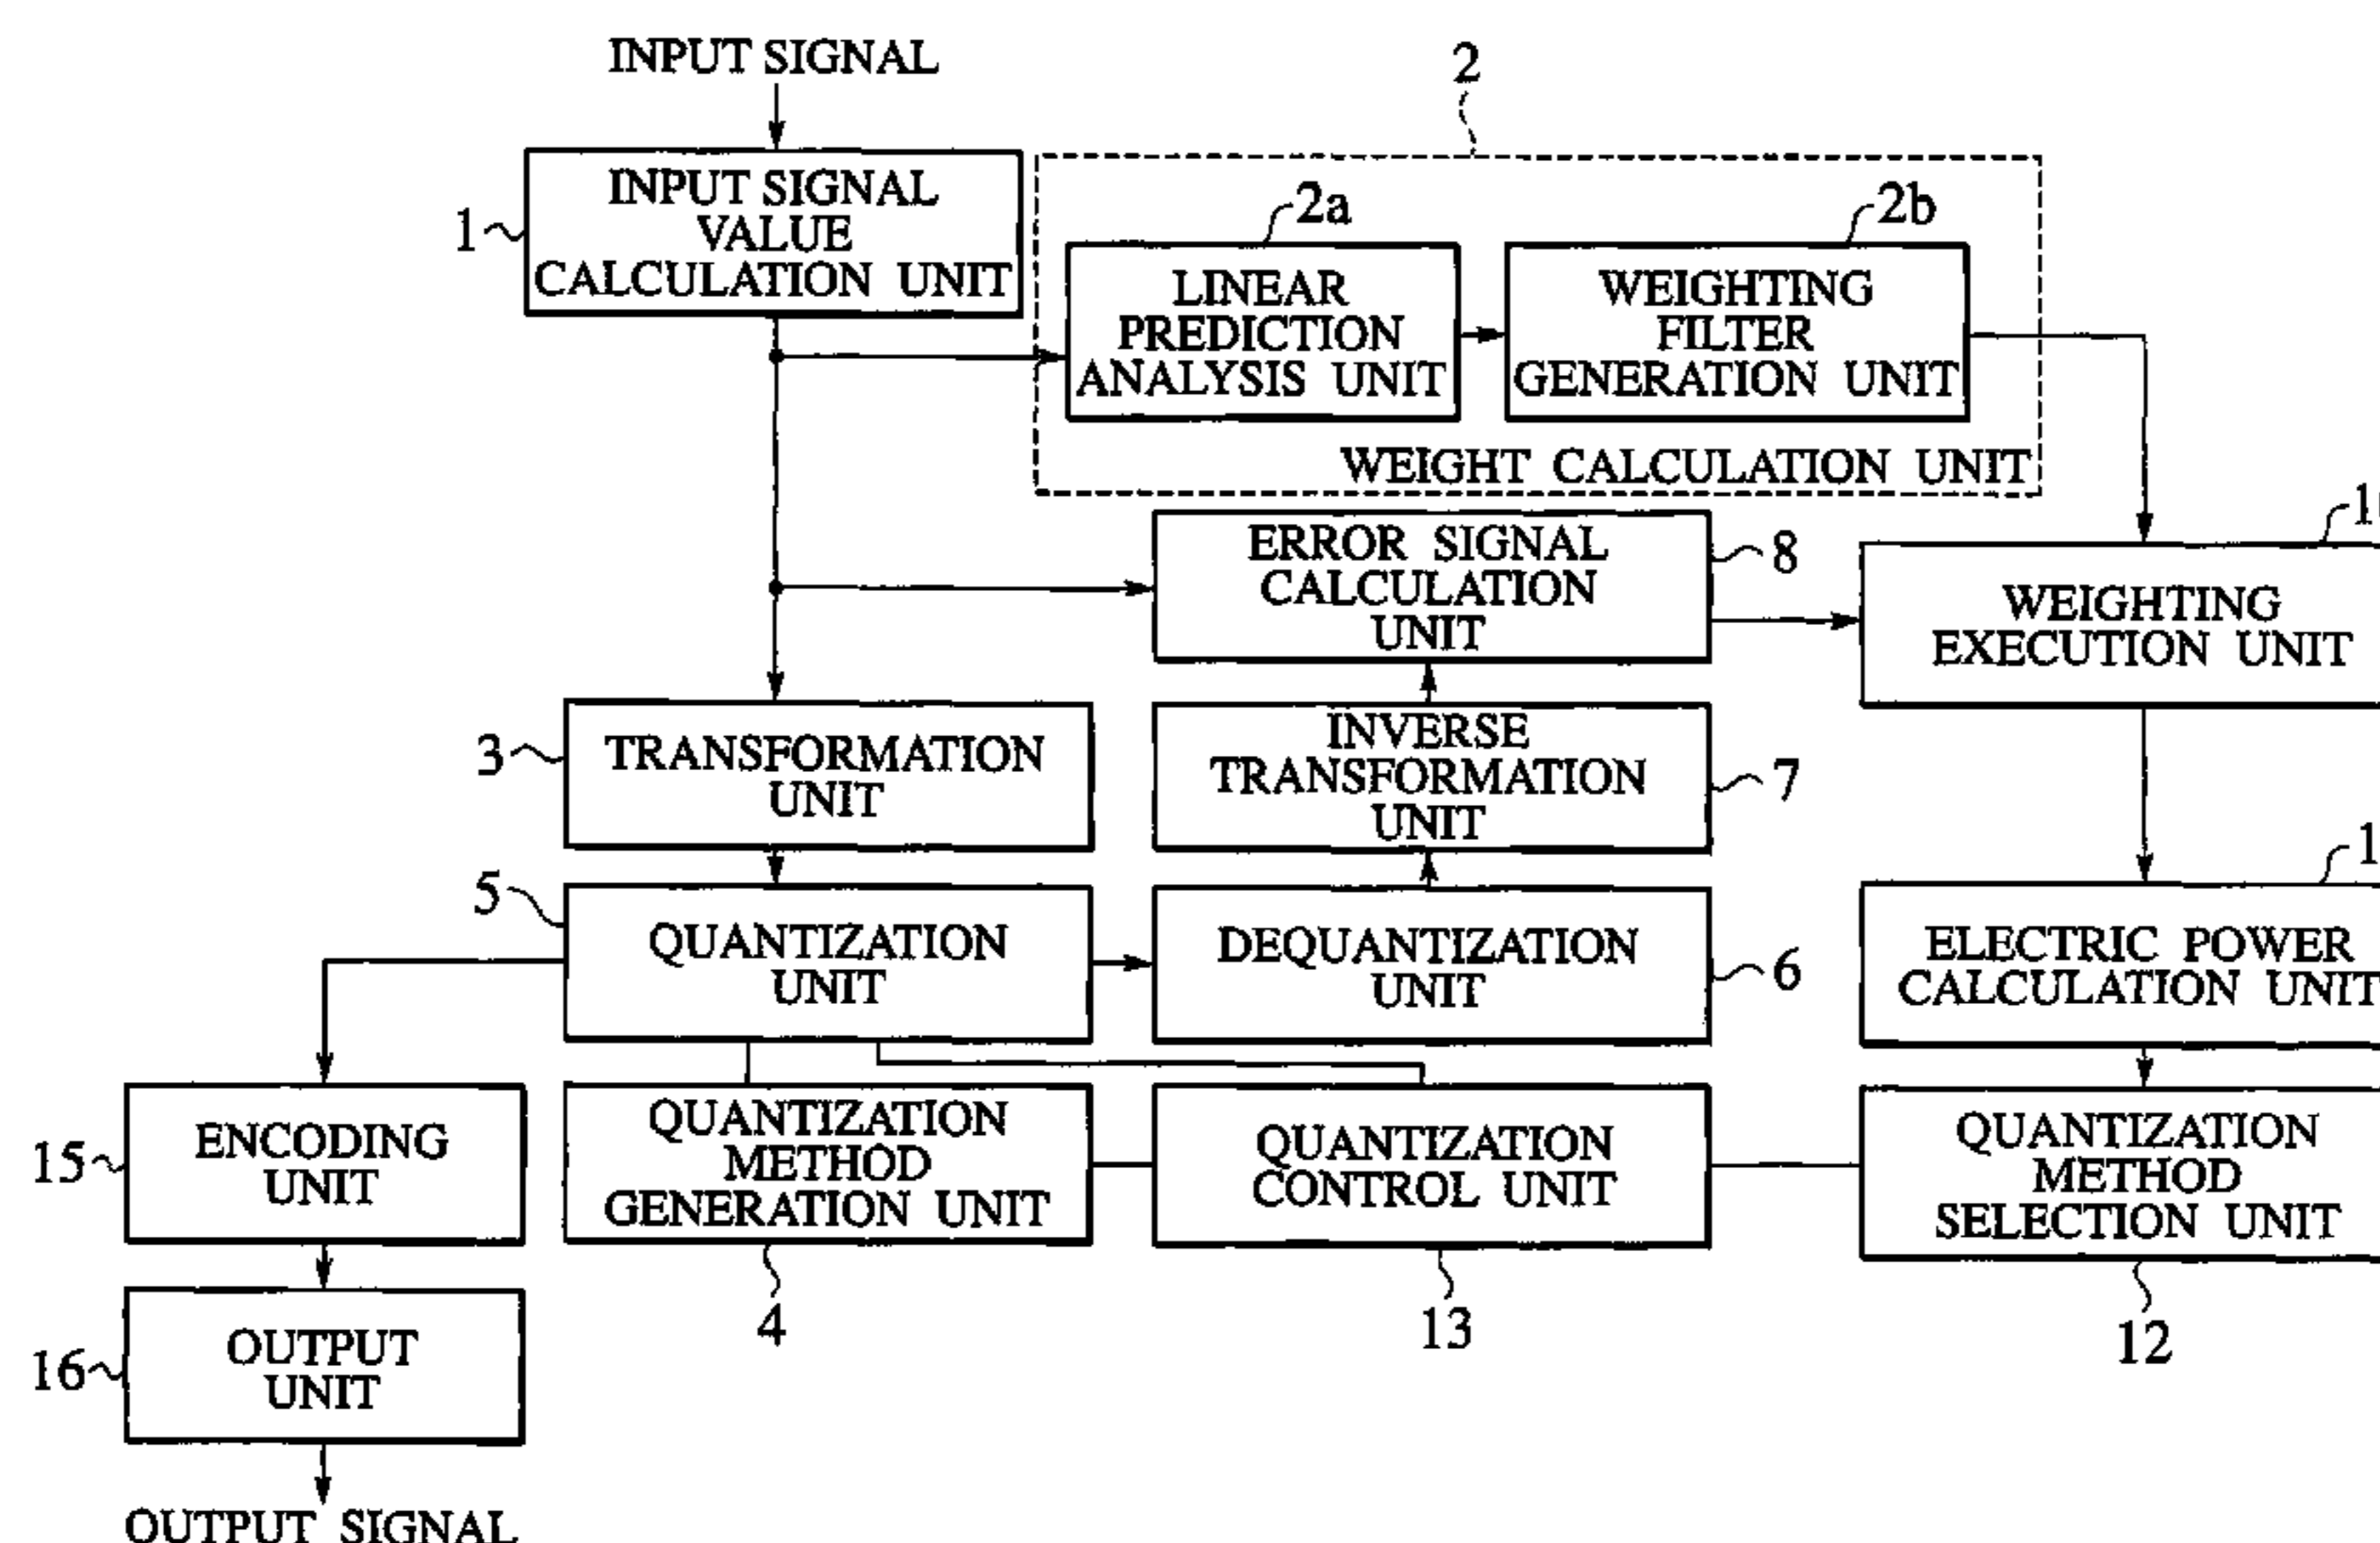 INPUT SIGNAL
2
1
INPUT SIGNAL
VALUE
CALCULATION UNIT
2a
2b
LINEAR
PREDICTION
ANALYSIS UNIT
WEIGHTING
FILTER
GENERATION UNIT
WEIGHT CALCULATION UNIT
ERROR SIGNAL
CALCULATION
UNIT
8
WEIGHTING
EXECUTION UNIT
3
TRANSFORMATION
UNIT
INVERSE
TRANSFORMATION
UNIT
7
5
QUANTIZATION
UNIT
DEQUANTIZATION
UNIT
6
ELECTRIC POWER
CALCULATION UNIT
15
ENCODING
UNIT
QUANTIZATION
METHOD
GENERATION UNIT
4
QUANTIZATION
CONTROL UNIT
13
QUANTIZATION
METHOD
SELECTION UNIT
12
16
OUTPUT
UNIT
OUTPUT SIGNAL